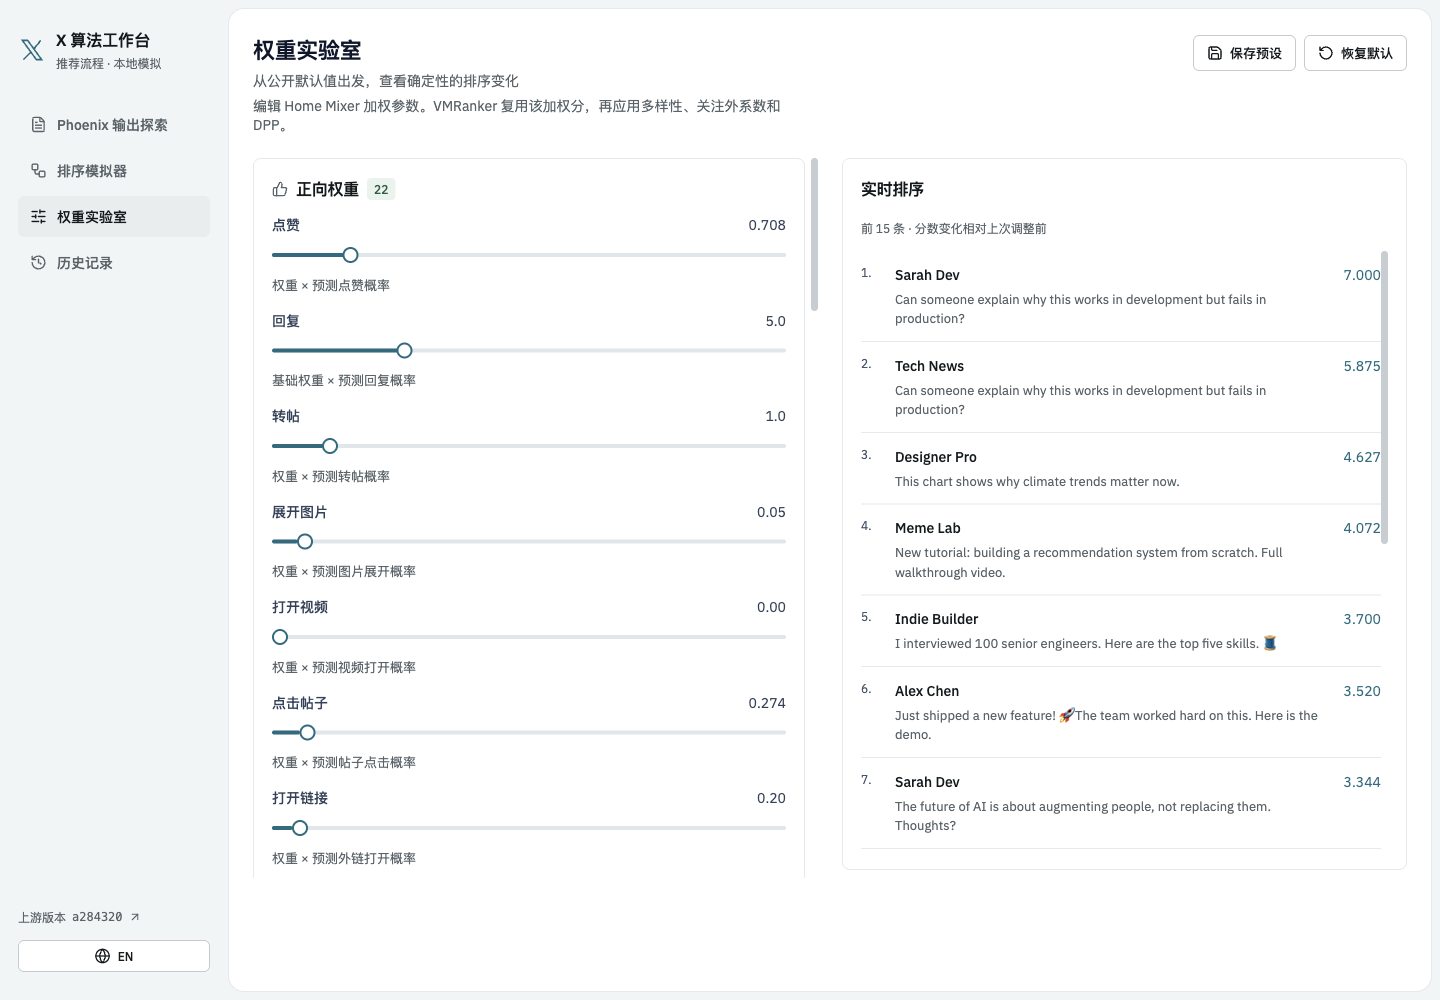 X 算法工作台
推荐流程 · 本地模拟
Phoenix 输出探索
排序模拟器
权重实验室
历史记录
上游版本 a284320
EN
权重实验室
从公开默认值出发，查看确定性的排序变化
编辑 Home Mixer 加权参数。VMRanker 复用该加权分，再应用多样性、关注外系数和
DPP。
保存预设
恢复默认
正向权重 22
点赞 0.708
权重 × 预测点赞概率
回复 5.0
基础权重 × 预测回复概率
转帖 1.0
权重 × 预测转帖概率
展开图片 0.05
权重 × 预测图片展开概率
打开视频 0.00
权重 × 预测视频打开概率
点击帖子 0.274
权重 × 预测帖子点击概率
打开链接 0.20
权重 × 预测外链打开概率
实时排序
前 15 条 · 分数变化相对上次调整前
1. Sarah Dev 7.000
Can someone explain why this works in development but fails in
production?
2. Tech News 5.875
Can someone explain why this works in development but fails in
production?
3. Designer Pro 4.627
This chart shows why climate trends matter now.
4. Meme Lab 4.072
New tutorial: building a recommendation system from scratch. Full
walkthrough video.
5. Indie Builder 3.700
I interviewed 100 senior engineers. Here are the top five skills. 🧵
6. Alex Chen 3.520
Just shipped a new feature! 🚀The team worked hard on this. Here is the
demo.
7. Sarah Dev 3.344
The future of AI is about augmenting people, not replacing them.
Thoughts?